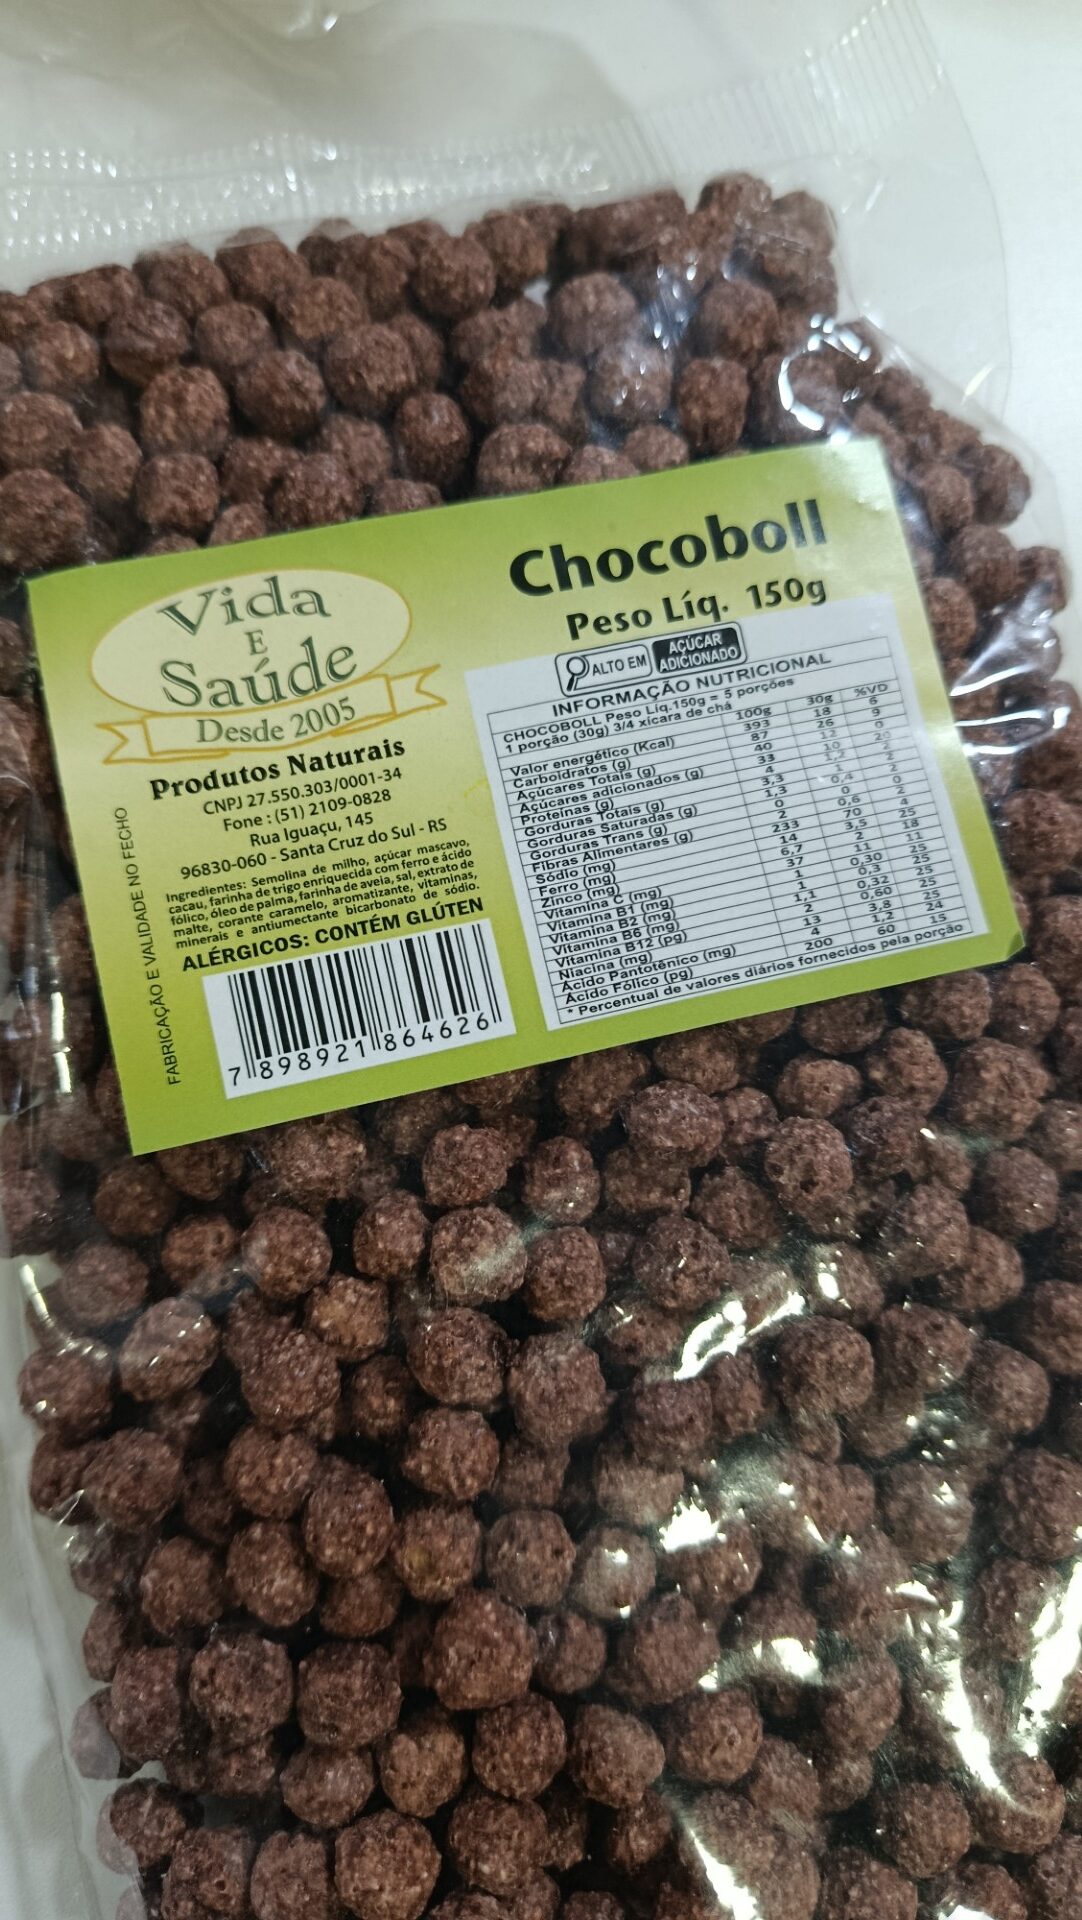 Vida
E
Saúde
Desde 2005
Produtos Naturais
CNPJ 27.550.303/0001-34
Fone : (51) 2109-0828
Rua Iguaçu, 145
96830-060 - Santa Cruz do Sul - RS
Ingredientes: Semolina de milho, açúcar mascavo,
cacau, farinha de trigo enriquecida com ferro e ácido
fólico, óleo de palma, farinha de aveia, sal, extrato de
malte, corante caramelo, aromatizante, vitaminas,
minerais e antiumectante bicarbonato de sódio.
ALÉRGICOS: CONTÉM GLÚTEN
7 898921 864626
FABRICAÇÃO E VALIDADE NO FECHO
Chocoboll
Peso Líq. 150g
ALTO EM AÇÚCAR
ADICIONADO
INFORMAÇÃO NUTRICIONAL
CHOCOBOLL Peso Liq.150g = 5 porções
1 porção (30g) 3/4 xicara de chá
100g 30g %VD
Valor energético (Kcal) 393 18 6
Carboidratos (g) 87 26 9
Açúcares Totais (g) 40 12 0
Açúcares adicionados (g) 33 10 20
Proteínas (g) 4 1,2 2
Gorduras Totais (g) 3,3 1 2
Gorduras Saturadas (g) 1,3 0,4 2
Gorduras Trans (g) 0 0 0
Fibras Alimentares (g) 2 0,6 2
Sódio (mg) 233 70 4
Ferro (mg) 14 3,5 25
Zinco (mg) 6,7 2 18
Vitamina C (mg) 37 11 11
Vitamina B1 (mg) 1 0,30 25
Vitamina B2 (mg) 1 0,3 25
Vitamina B6 (mg) 1,1 0,32 25
Vitamina B12 (pg) 2 0,60 25
Niacina (mg) 13 3,8 25
Ácido Pantotênico (mg) 4 1,2 24
Ácido Fólico (pg) 200 60 15
* Percentual de valores diários fornecidos pela porção